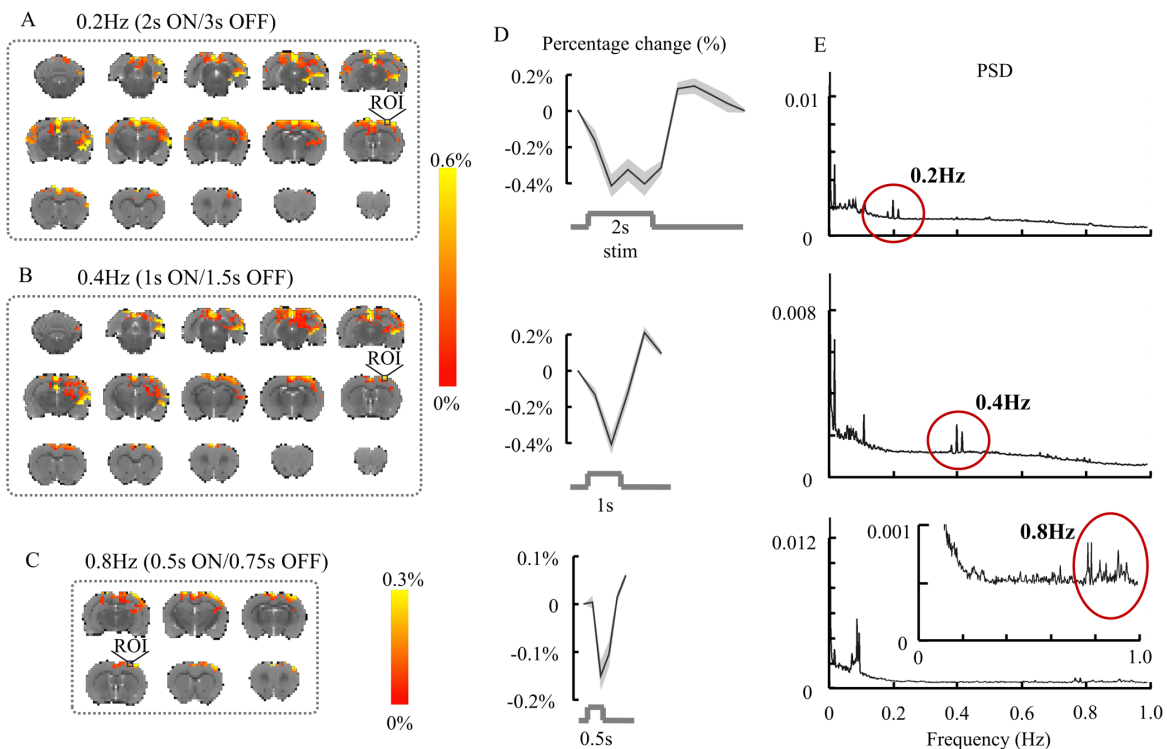 A
0.2Hz (2s ON/3s OFF)
ROI
B
0.4Hz (1s ON/1.5s OFF)
ROI
0.6%
0%
C
0.8Hz (0.5s ON/0.75s OFF)
ROI
0.3%
0%
D
Percentage change (%)
0.2%
0
-0.2%
-0.4%
2s
stim
0.2%
0
-0.2%
-0.4%
1s
0.1%
0
-0.1%
-0.2%
0.5s
E
PSD
0.01
0.2Hz
0
0.008
0.4Hz
0
0.012
0.001
0.8Hz
0
0
1.0
0
0
0.2
0.4
0.6
0.8
1.0
Frequency (Hz)